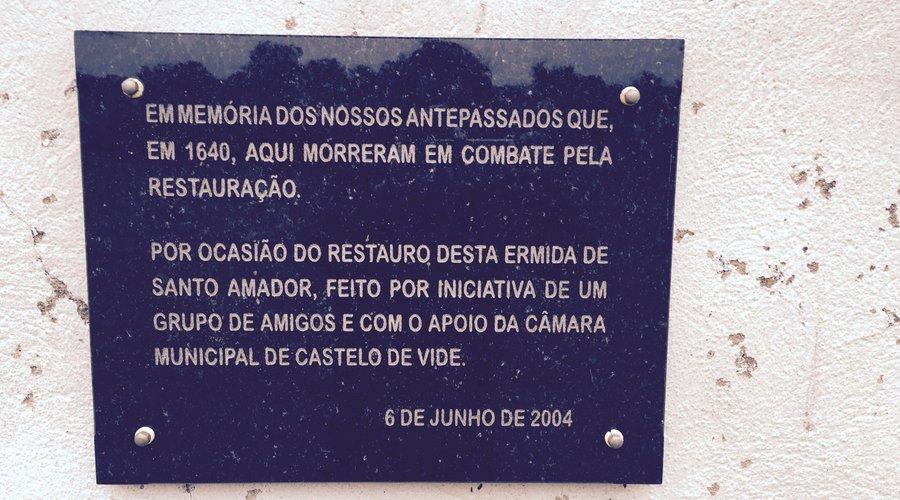 EM MEMÓRIA DOS NOSSOS ANTEPASSADOS QUE,
EM 1640, AQUI MORRERAM EM COMBATE PELA
RESTAURAÇÃO.
POR OCASIÃO DO RESTAURO DESTA ERMIDA DE
SANTO AMADOR, FEITO POR INICIATIVA DE UM
GRUPO DE AMIGOS E COM O APOIO DA CÂMARA
MUNICIPAL DE CASTELO DE VIDE.
6 DE JUNHO DE 2004